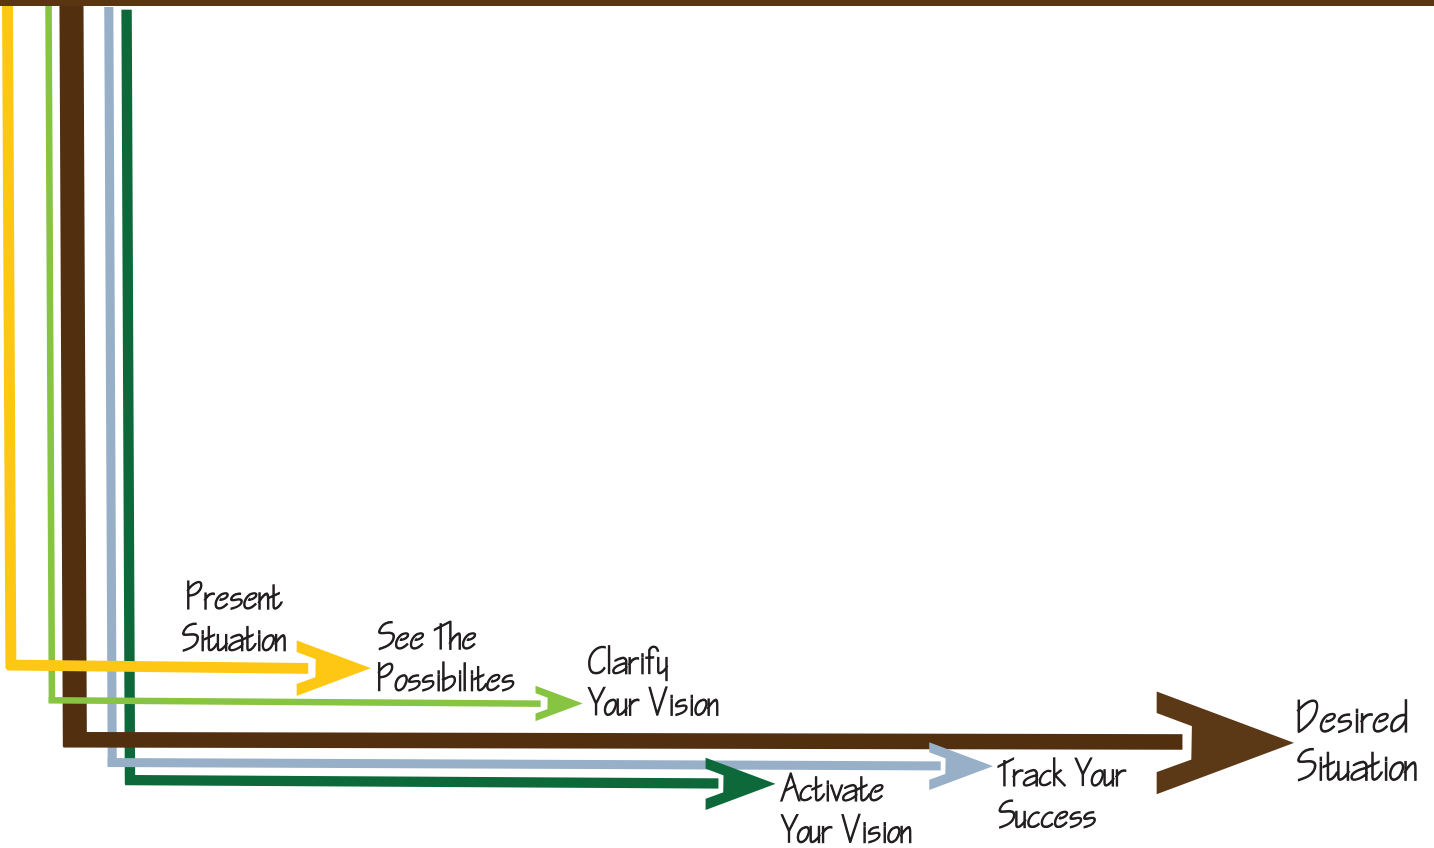 Present
Situation
See The
Possibilites
Clarify
Your Vision
Activate
Your Vision
Track Your
Success
Desired
Situation